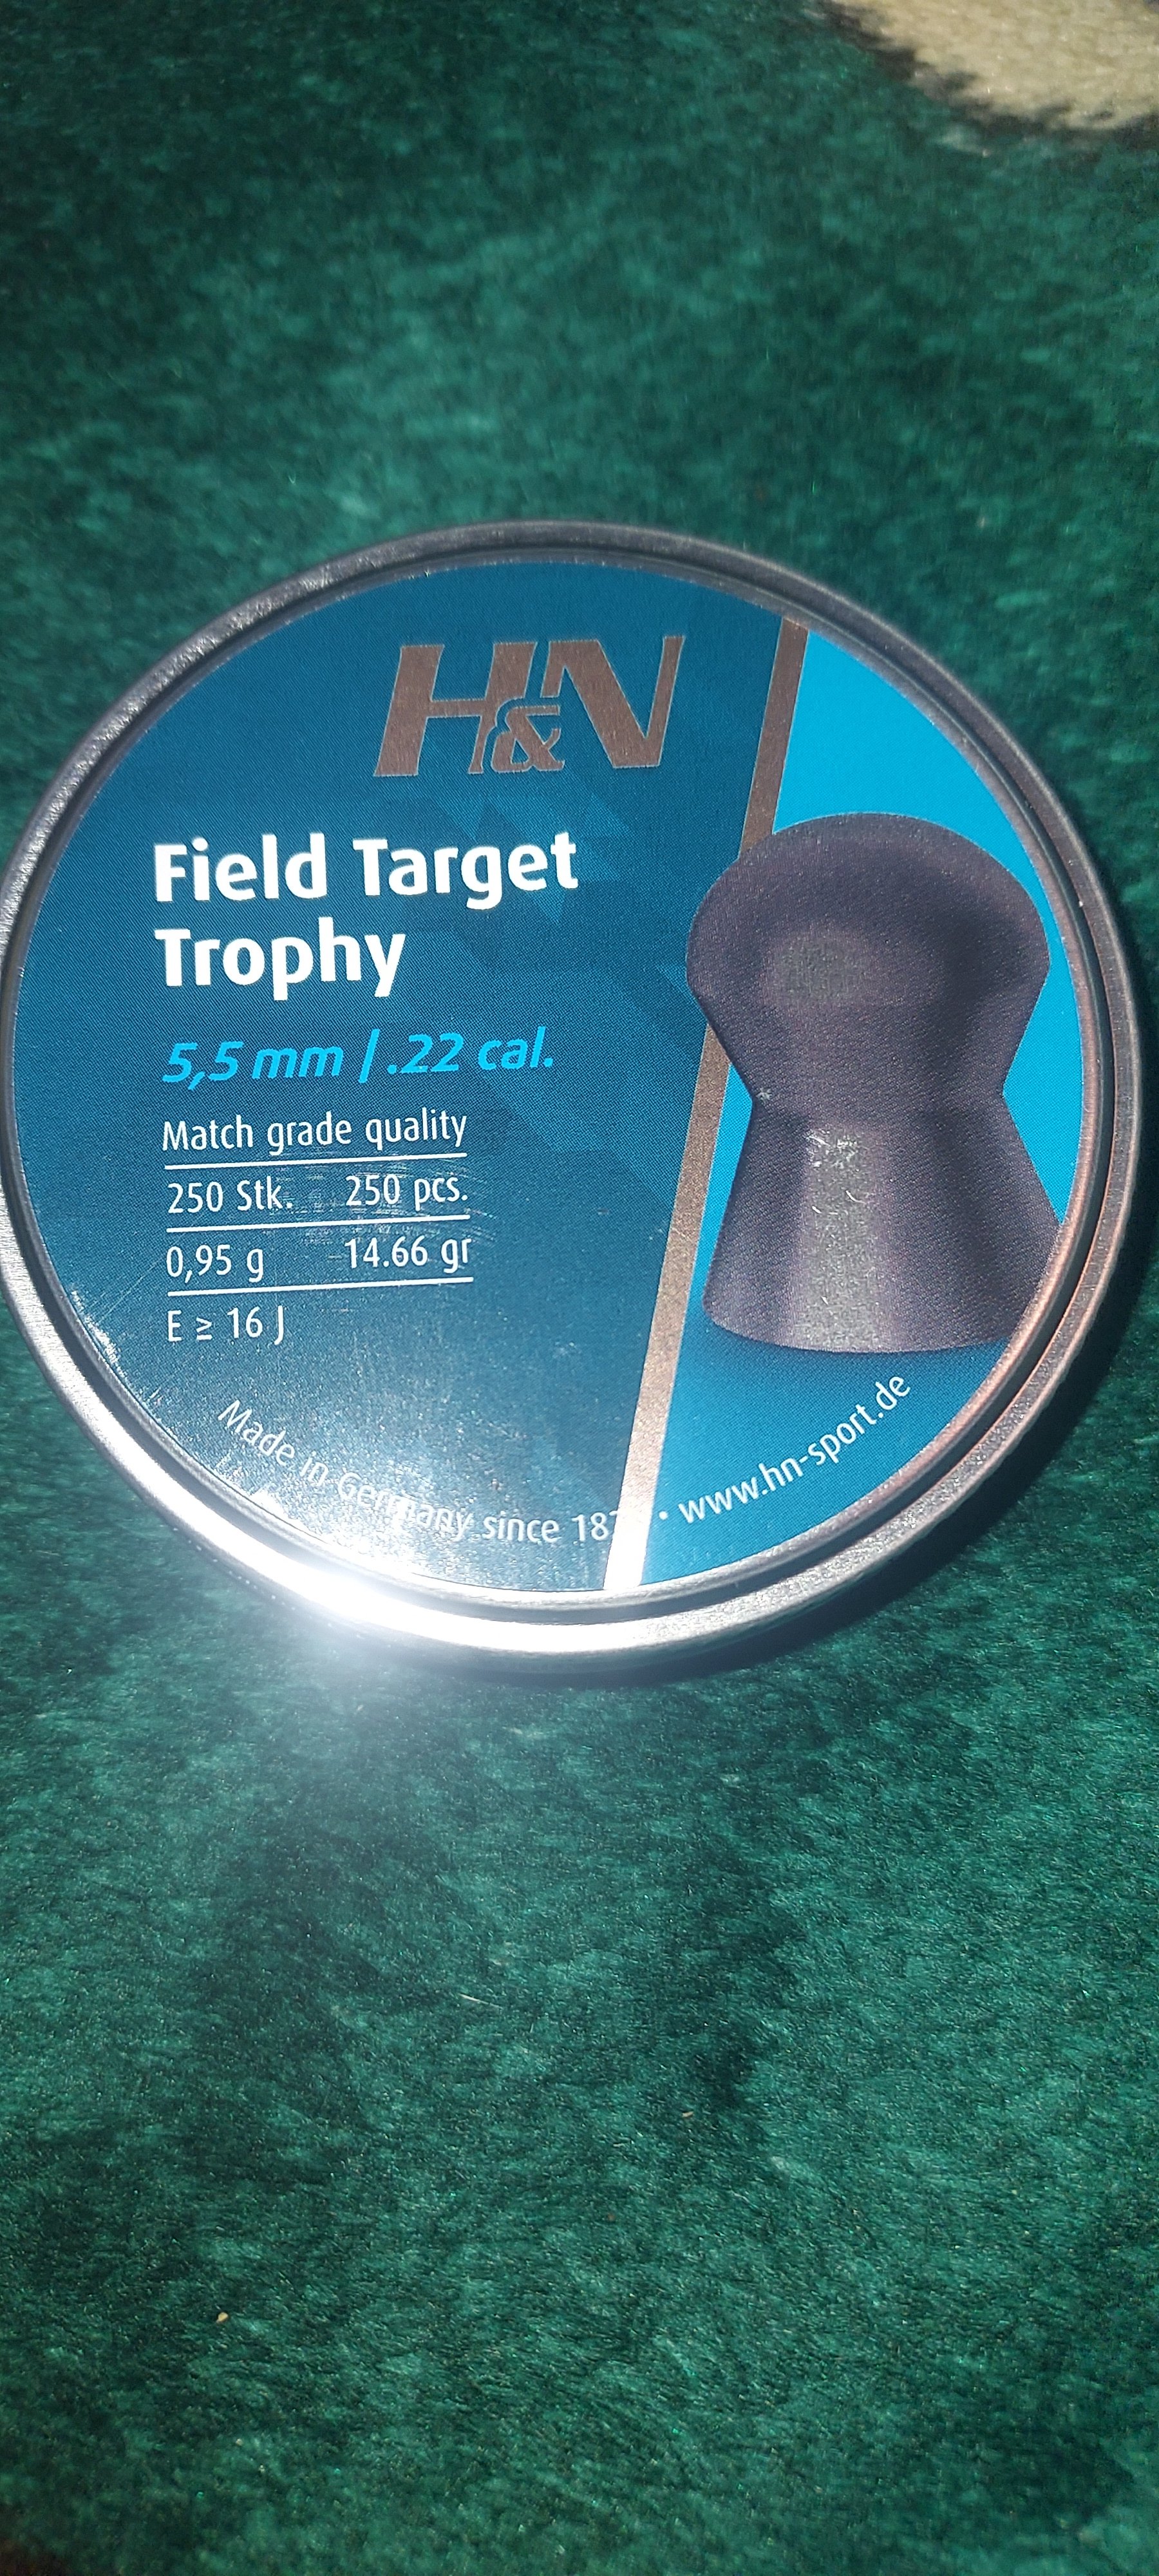 H&N
Field Target
Trophy
5,5 mm | .22 cal.
Match grade quality
250 Stk. 250 pcs.
0,95 g 14.66 gr
E ≥ 16 J
Made in Germany since • www.hn-sport.de